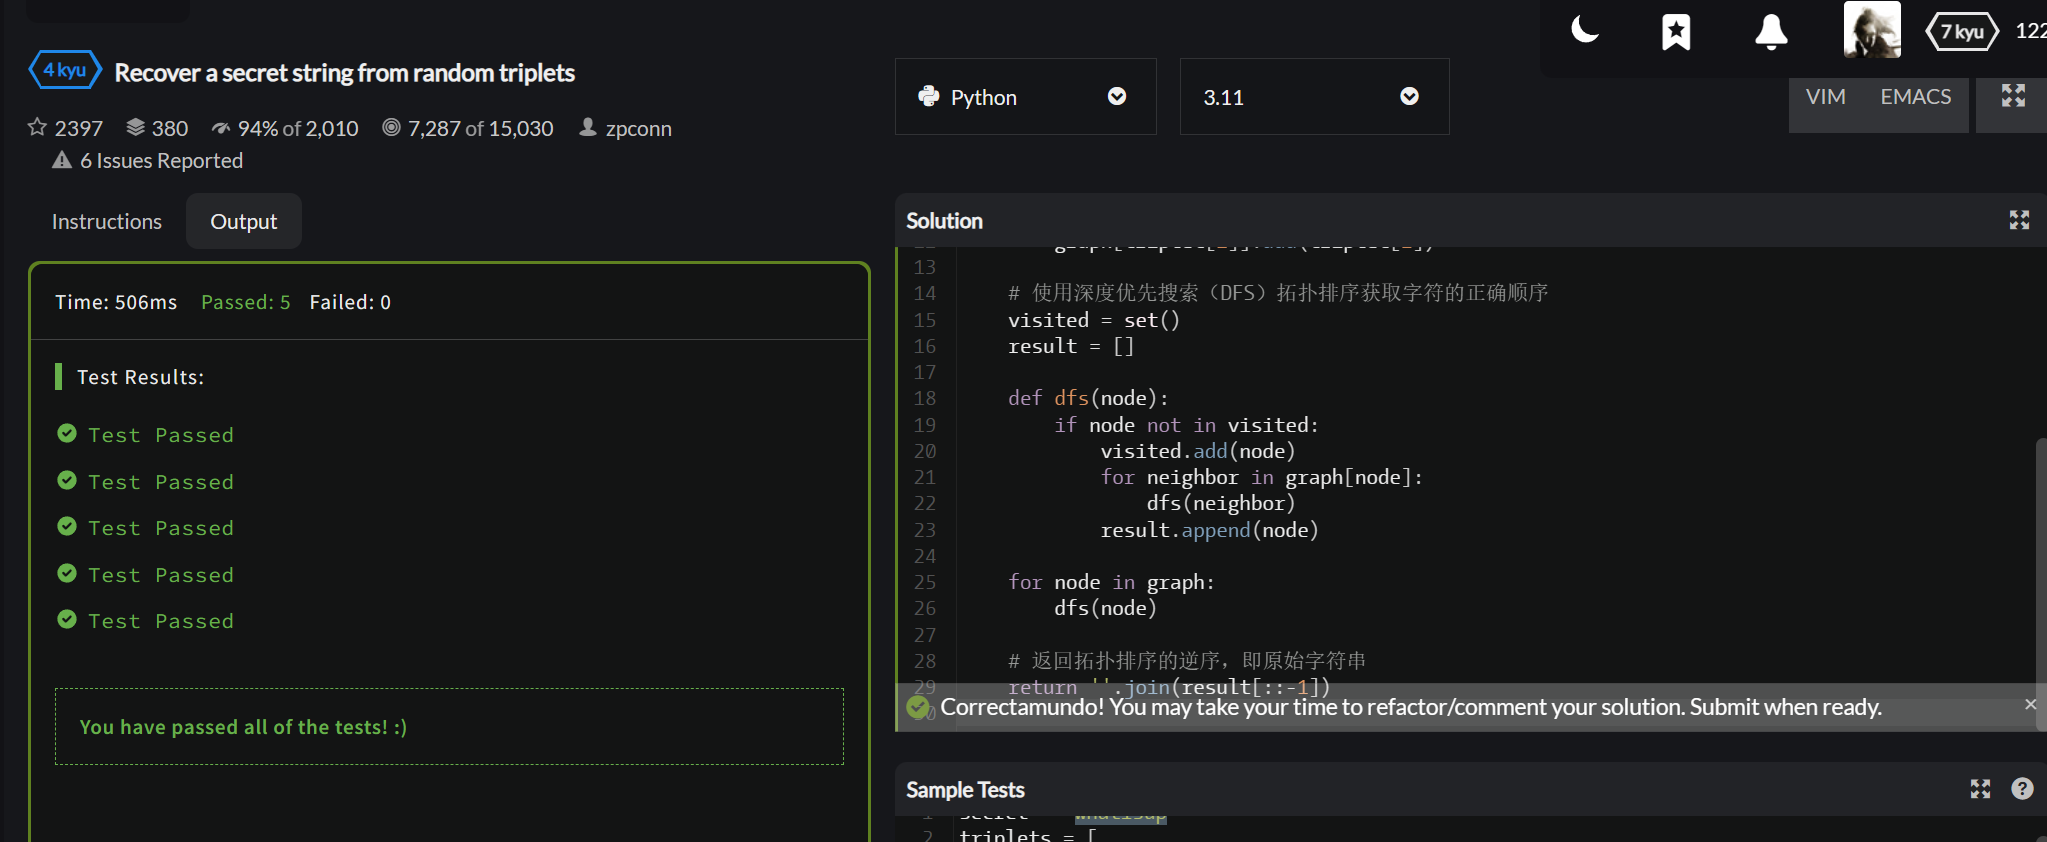 4 kyu Recover a secret string from random triplets
2397 380 94% of 2,010 7,287 of 15,030 zpconn
6 Issues Reported
Instructions Output
Time: 506ms Passed: 5 Failed: 0
Test Results:
Test Passed
Test Passed
Test Passed
Test Passed
Test Passed
You have passed all of the tests! :)
7 kyu 122
Python 3.11 VIM EMACS
Solution
13
14 # 使用深度优先搜索（DFS）拓扑排序获取字符的正确顺序
15 visited = set()
16 result = []
17
18 def dfs(node):
19 if node not in visited:
20 visited.add(node)
21 for neighbor in graph[node]:
22 dfs(neighbor)
23 result.append(node)
24
25 for node in graph:
26 dfs(node)
27
28 # 返回拓扑排序的逆序，即原始字符串
29 return ''.join(result[::-1])
30
Correctamundo! You may take your time to refactor/comment your solution. Submit when ready.
Sample Tests
2 triplets = [